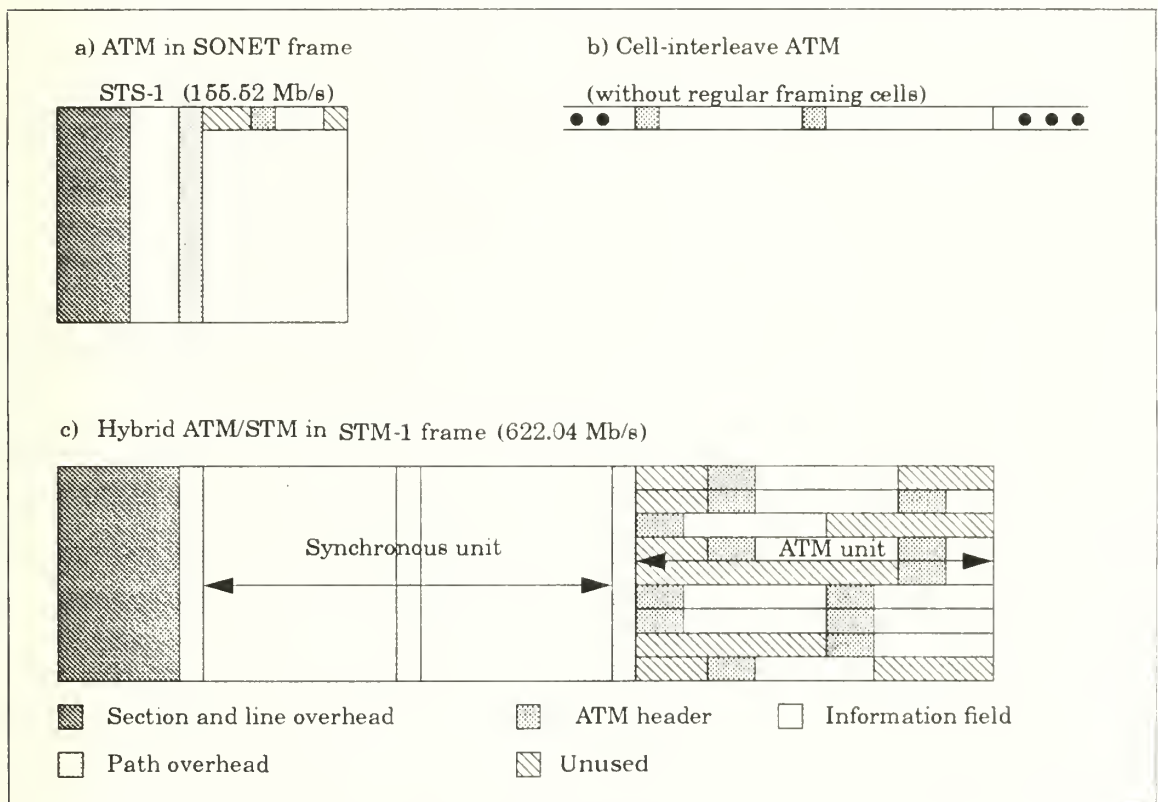 a) ATM in SONET frame
STS-1 (155.52 Mb/s)
b) Cell-interleave ATM
(without regular framing cells)
c) Hybrid ATM/STM in STM-1 frame (622.04 Mb/s)
Synchronous unit
ATM unit
Section and line overhead
ATM header
Information field
Path overhead
Unused